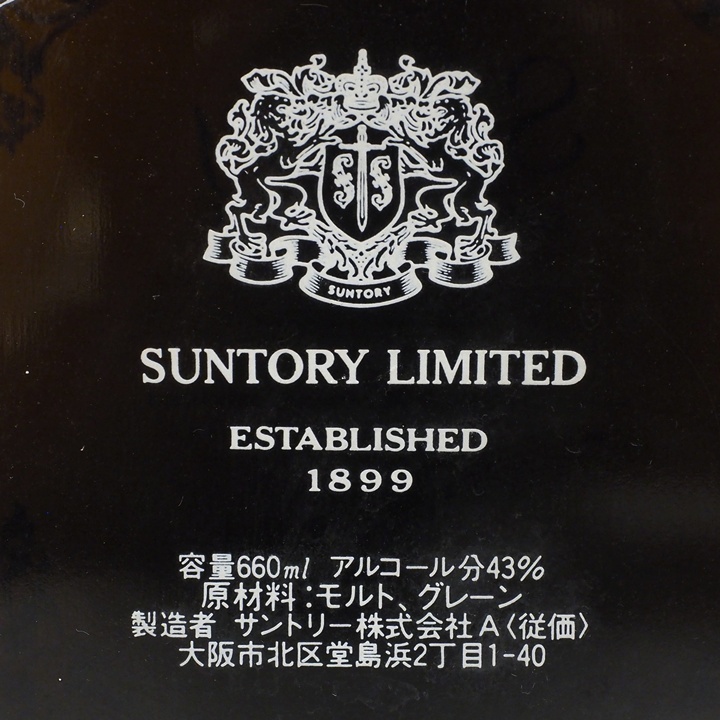 SUNTORY
SUNTORY LIMITED
ESTABLISHED
1899
容量660ml アルコール分43%
原材料:モルト、グレーン
製造者 サントリー株式会社A〈従価〉
大阪市北区堂島浜2丁目1-40